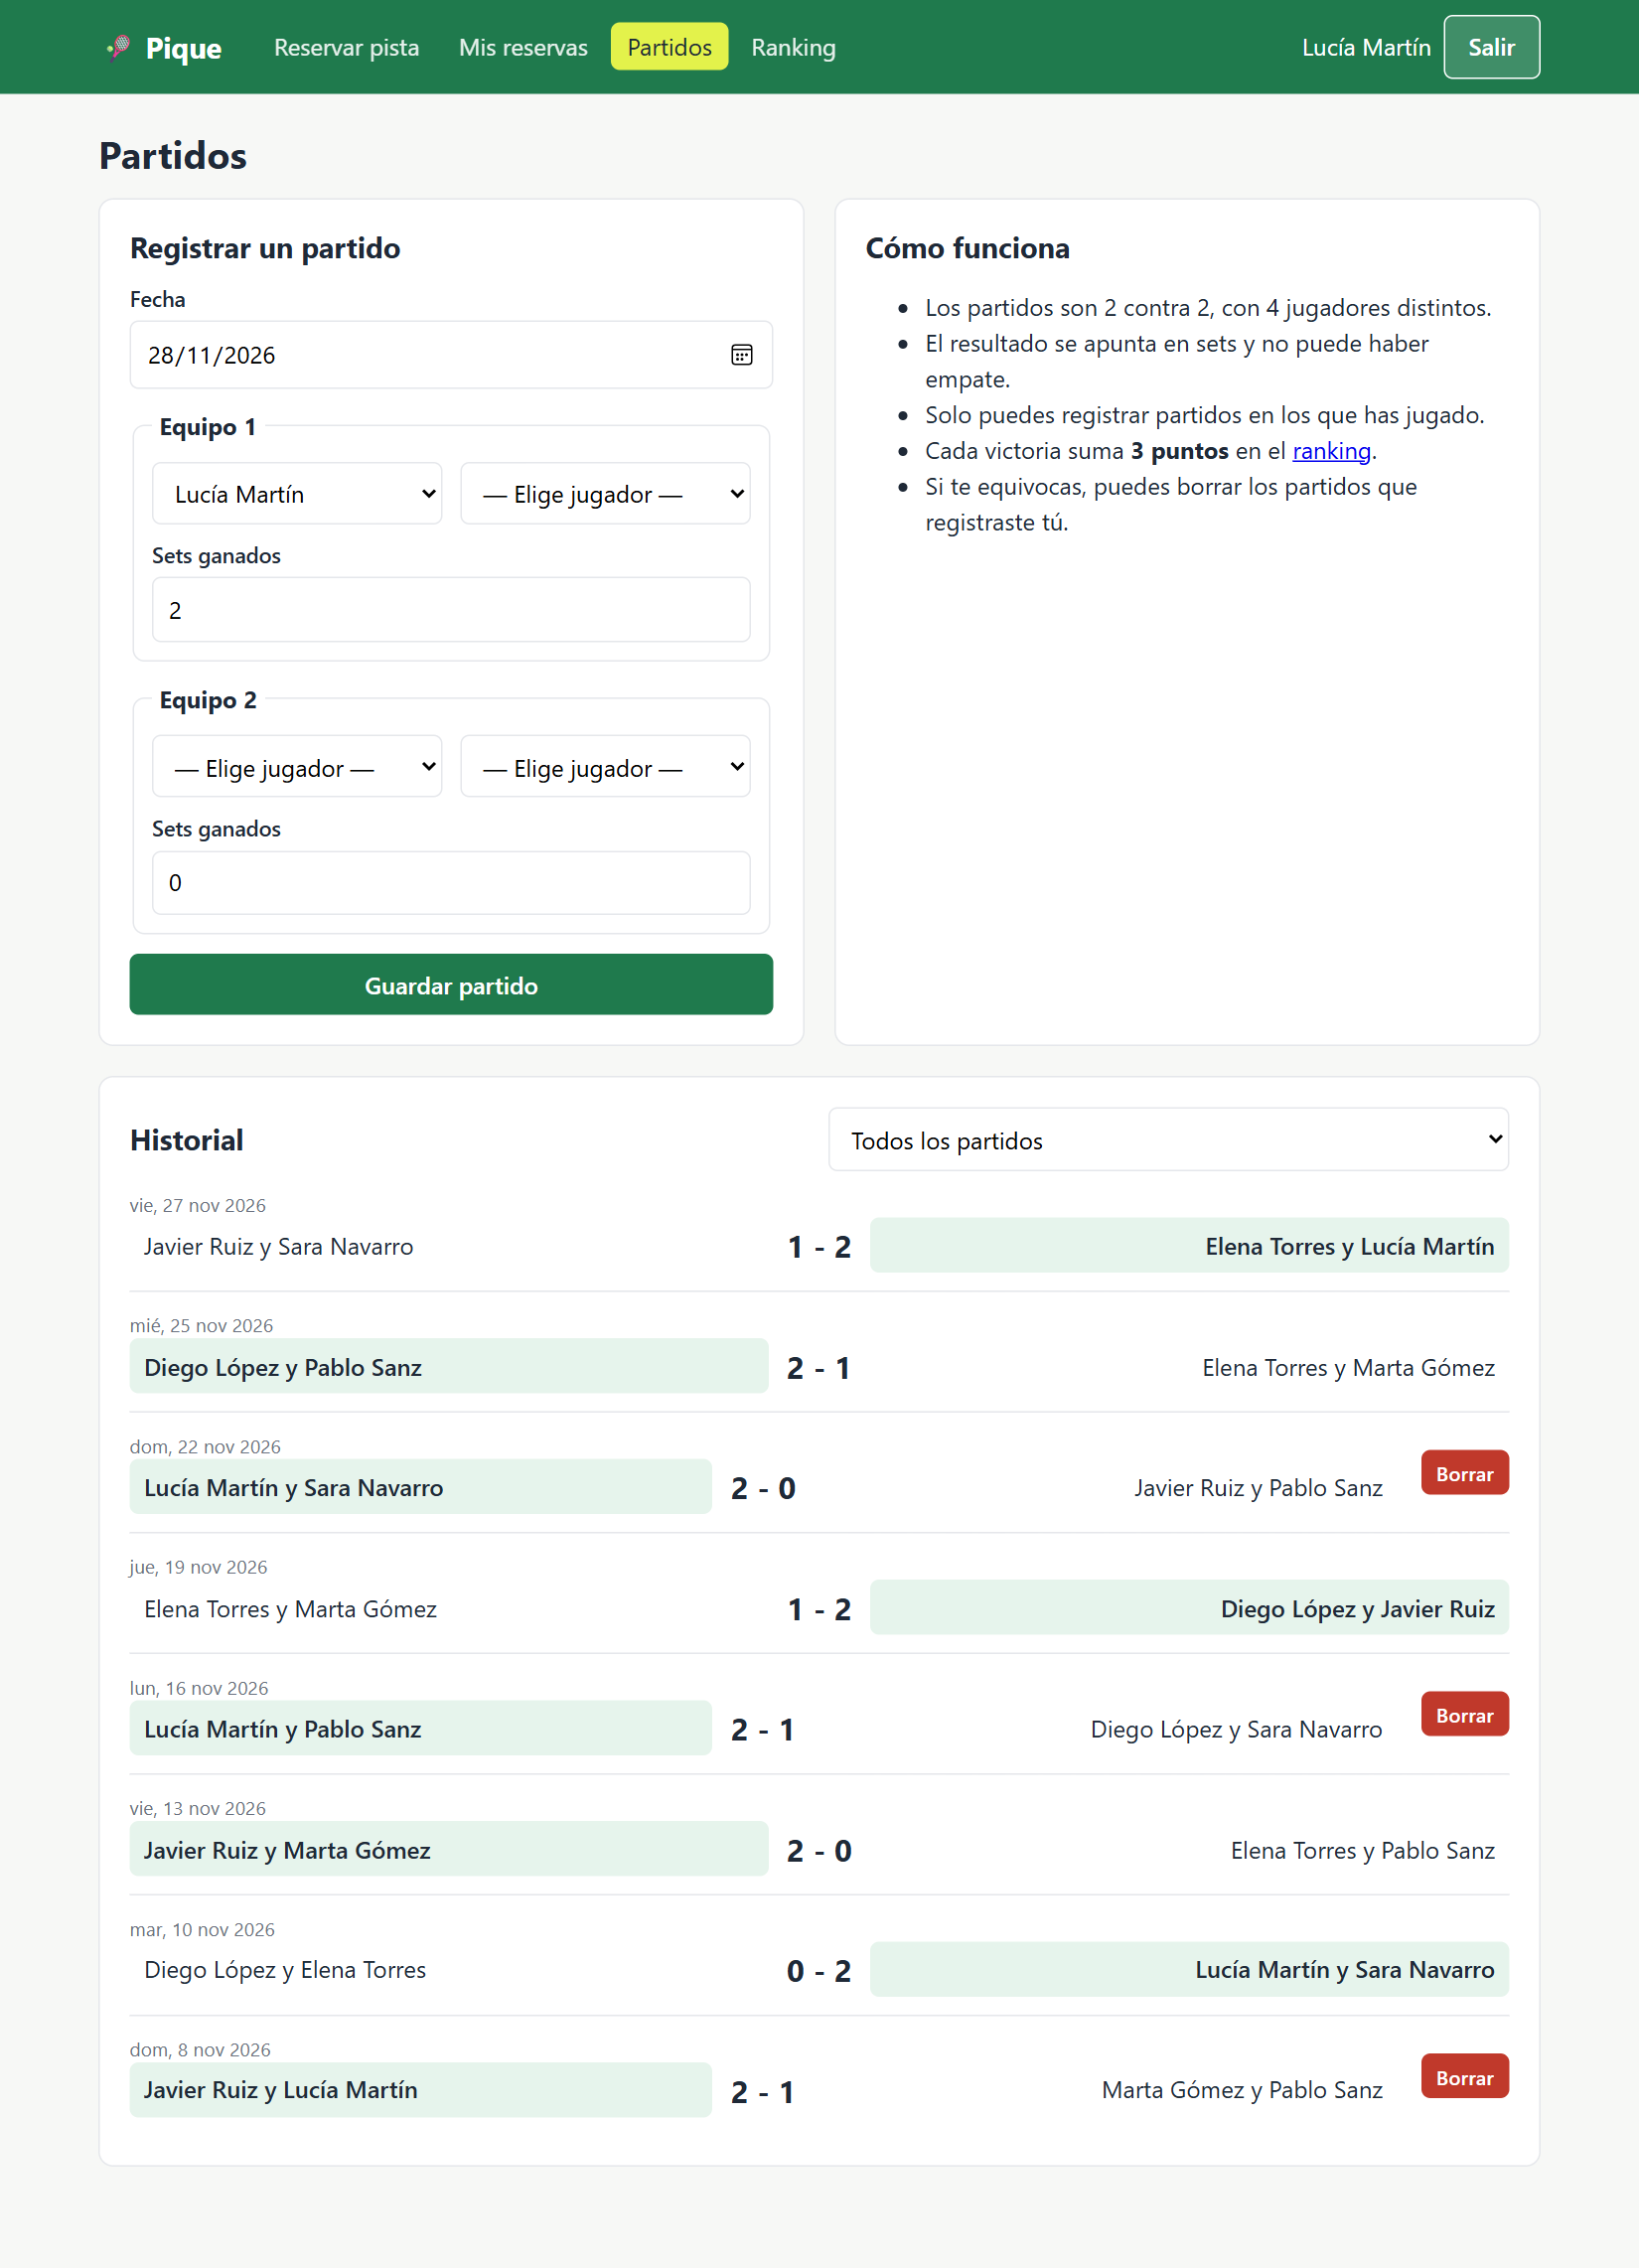 Pique
Reservar pista
Mis reservas
Partidos
Ranking
Lucía Martín
Salir
Partidos
Registrar un partido
Fecha
28/11/2026
Equipo 1
Lucía Martín
— Elige jugador —
Sets ganados
2
Equipo 2
— Elige jugador —
— Elige jugador —
Sets ganados
0
Guardar partido
Cómo funciona
Los partidos son 2 contra 2, con 4 jugadores distintos.
El resultado se apunta en sets y no puede haber
empate.
Solo puedes registrar partidos en los que has jugado.
Cada victoria suma 3 puntos en el ranking.
Si te equivocas, puedes borrar los partidos que
registraste tú.
Historial
Todos los partidos
vie, 27 nov 2026
Javier Ruiz y Sara Navarro 1 - 2 Elena Torres y Lucía Martín
mié, 25 nov 2026
Diego López y Pablo Sanz 2 - 1 Elena Torres y Marta Gómez
dom, 22 nov 2026
Lucía Martín y Sara Navarro 2 - 0 Javier Ruiz y Pablo Sanz Borrar
jue, 19 nov 2026
Elena Torres y Marta Gómez 1 - 2 Diego López y Javier Ruiz
lun, 16 nov 2026
Lucía Martín y Pablo Sanz 2 - 1 Diego López y Sara Navarro Borrar
vie, 13 nov 2026
Javier Ruiz y Marta Gómez 2 - 0 Elena Torres y Pablo Sanz
mar, 10 nov 2026
Diego López y Elena Torres 0 - 2 Lucía Martín y Sara Navarro
dom, 8 nov 2026
Javier Ruiz y Lucía Martín 2 - 1 Marta Gómez y Pablo Sanz Borrar